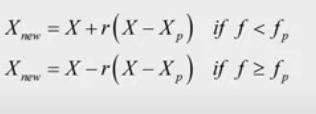 X_new = X + r(X − X_p)  if f < f_p
X_new = X − r(X − X_p)  if f ≥ f_p